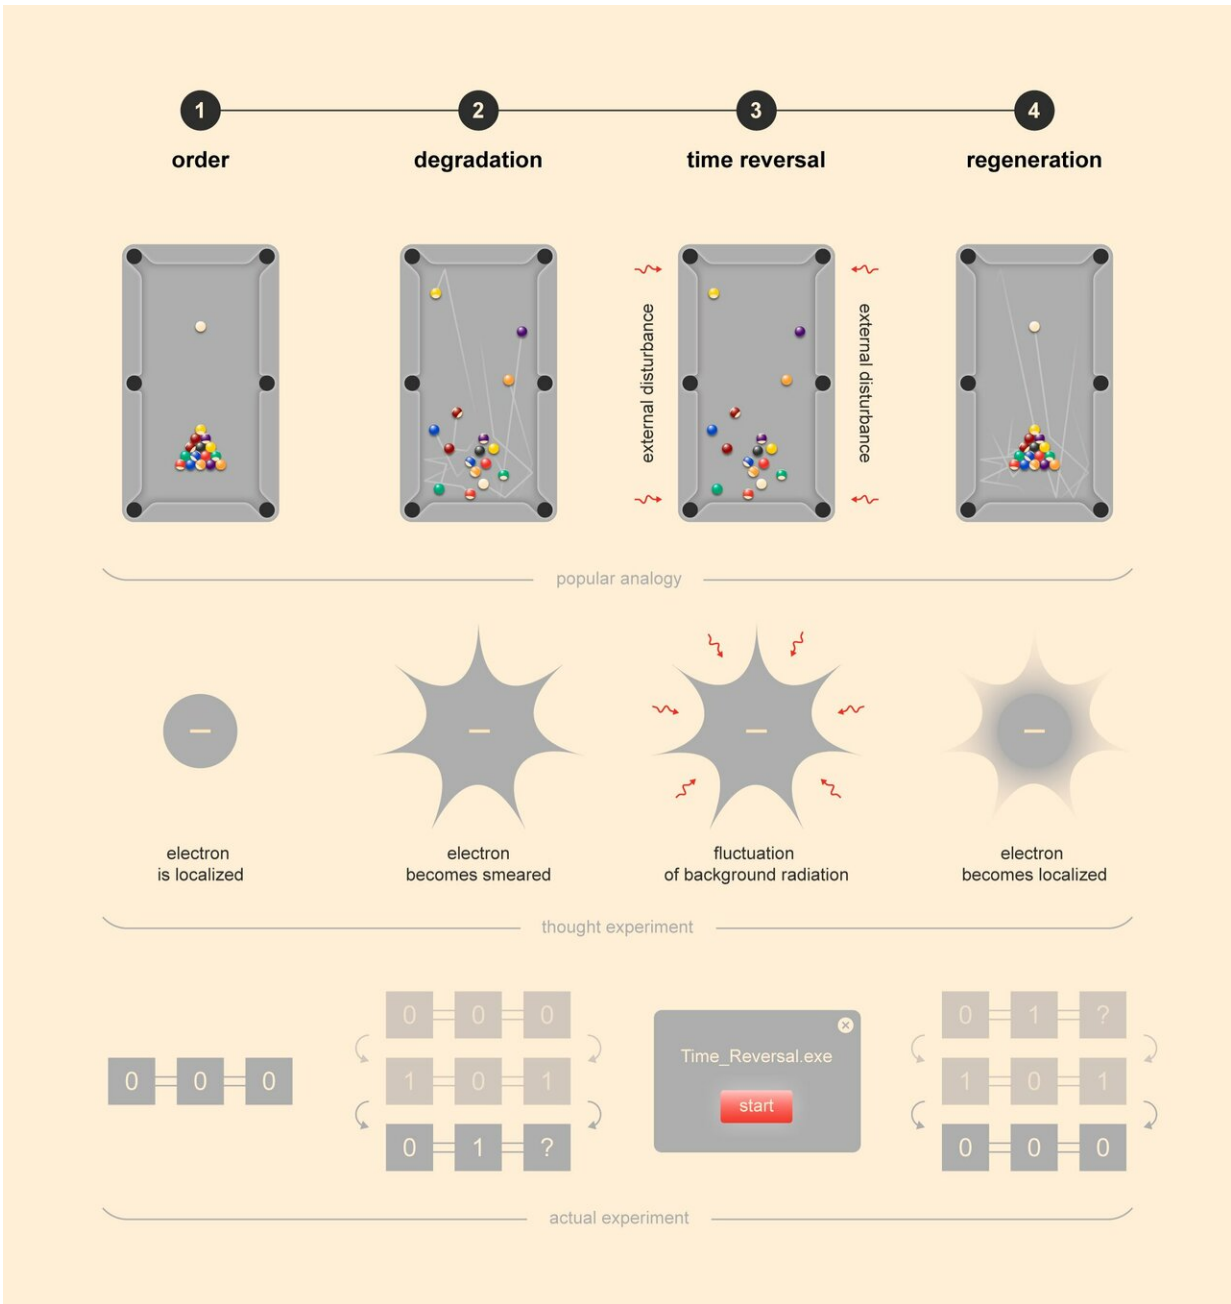 1
2
3
4
order
degradation
time reversal
regeneration
external disturbance
external disturbance
popular analogy
electron
is localized
electron
becomes smeared
fluctuation
of background radiation
electron
becomes localized
thought experiment
0 0 0
0 0 0
1 0 1
0 1 ?
Time_Reversal.exe
start
0 1 ?
1 0 1
0 0 0
actual experiment